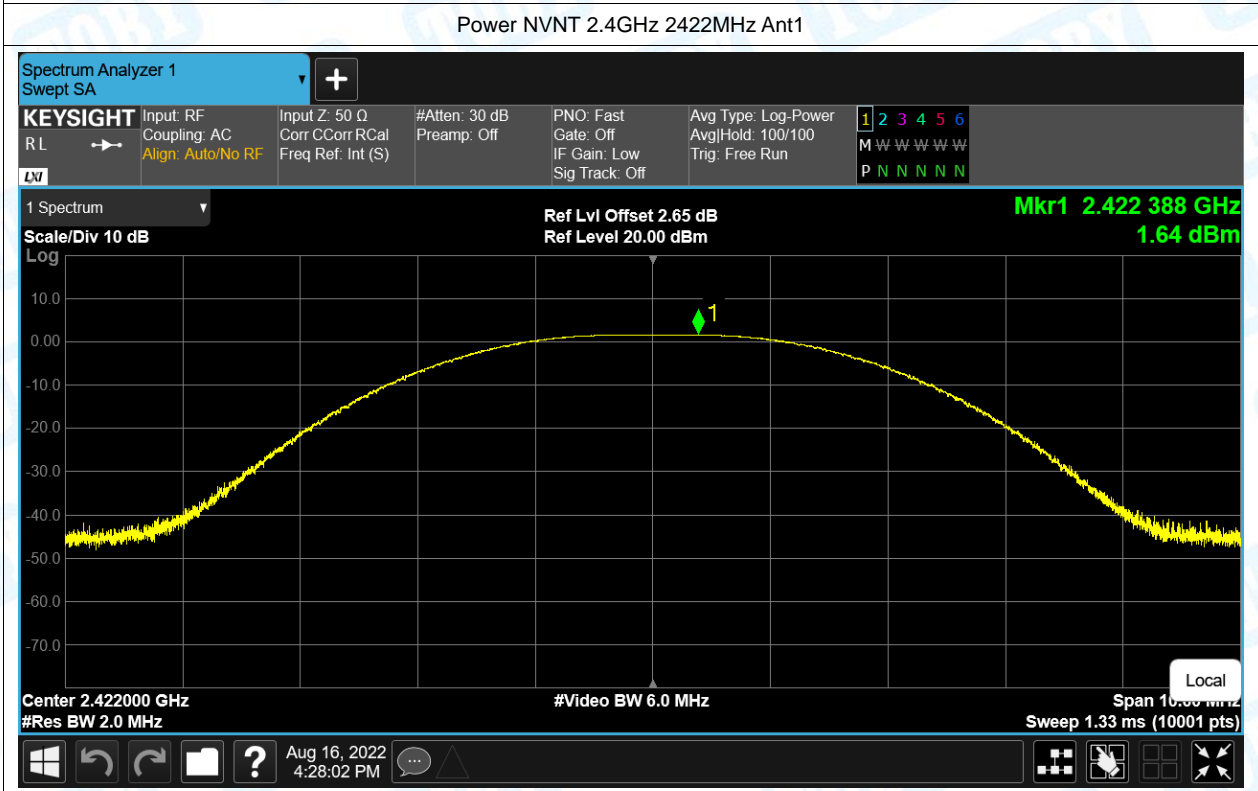 Power NVNT 2.4GHz 2422MHz Ant1
Spectrum Analyzer 1
Swept SA
KEYSIGHT
R L
LXI
Input: RF
Coupling: AC
Align: Auto/No RF
Input Z: 50 Ω
Corr CCorr RCal
Freq Ref: Int (S)
#Atten: 30 dB
Preamp: Off
PNO: Fast
Gate: Off
IF Gain: Low
Sig Track: Off
Avg Type: Log-Power
Avg|Hold: 100/100
Trig: Free Run
1 2 3 4 5 6
M W W W W W
P N N N N N
1 Spectrum
Scale/Div 10 dB
Ref Lvl Offset 2.65 dB
Ref Level 20.00 dBm
Mkr1 2.422 388 GHz
1.64 dBm
Log
10.0
0.00
-10.0
-20.0
-30.0
-40.0
-50.0
-60.0
-70.0
1
Center 2.422000 GHz
#Res BW 2.0 MHz
#Video BW 6.0 MHz
Span 10.00 MHz
Sweep 1.33 ms (10001 pts)
Local
?
Aug 16, 2022
4:28:02 PM